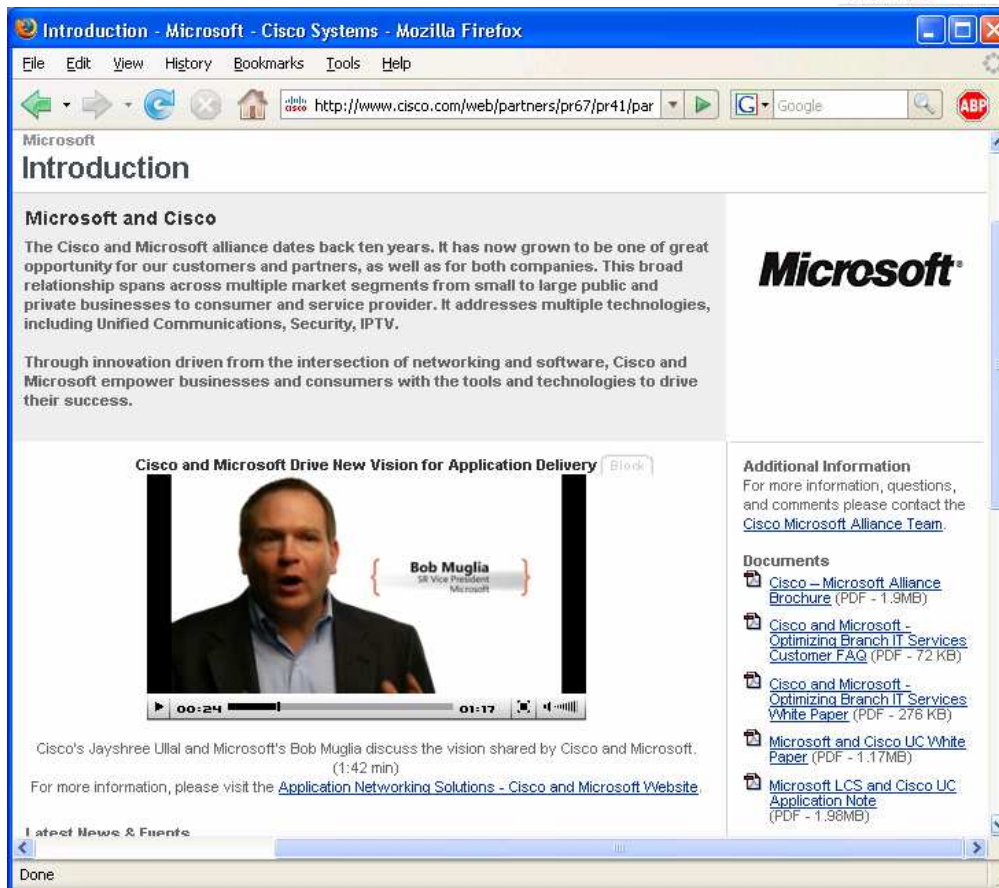 Introduction - Microsoft - Cisco Systems - Mozilla Firefox
File Edit View History Bookmarks Tools Help
cisco http://www.cisco.com/web/partners/pr67/pr41/par G Google ABP
Microsoft
Introduction
Microsoft and Cisco
The Cisco and Microsoft alliance dates back ten years. It has now grown to be one of great
opportunity for our customers and partners, as well as for both companies. This broad
relationship spans across multiple market segments from small to large public and
private businesses to consumer and service provider. It addresses multiple technologies,
including Unified Communications, Security, IPTV.
Through innovation driven from the intersection of networking and software, Cisco and
Microsoft empower businesses and consumers with the tools and technologies to drive
their success.
Microsoft
Cisco and Microsoft Drive New Vision for Application Delivery Block
Bob Muglia
SR Vice President
Microsoft
00:24 01:17
Cisco's Jayshree Ullal and Microsoft's Bob Muglia discuss the vision shared by Cisco and Microsoft.
(1:42 min)
For more information, please visit the Application Networking Solutions - Cisco and Microsoft Website.
Latest News & Events
Additional Information
For more information, questions,
and comments please contact the
Cisco Microsoft Alliance Team.
Documents
Cisco – Microsoft Alliance
Brochure (PDF - 1.9MB)
Cisco and Microsoft -
Optimizing Branch IT Services
Customer FAQ (PDF - 72 KB)
Cisco and Microsoft -
Optimizing Branch IT Services
White Paper (PDF - 276 KB)
Microsoft and Cisco UC White
Paper (PDF - 1.17MB)
Microsoft LCS and Cisco UC
Application Note
(PDF - 1.98MB)
Done